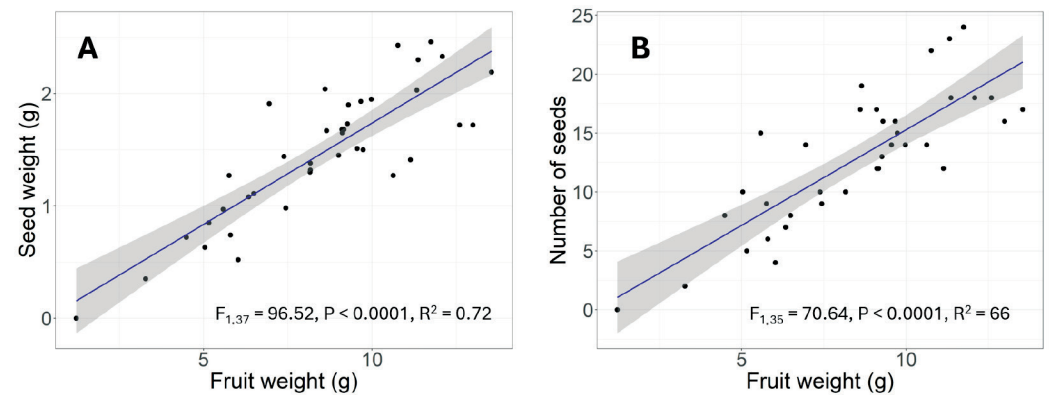 A
Seed weight (g)
2
1
0
5
10
Fruit weight (g)
F1,37 = 96.52, P < 0.0001, R2 = 0.72
B
Number of seeds
25
20
15
10
5
0
5
10
Fruit weight (g)
F1,35 = 70.64, P < 0.0001, R2 = 66